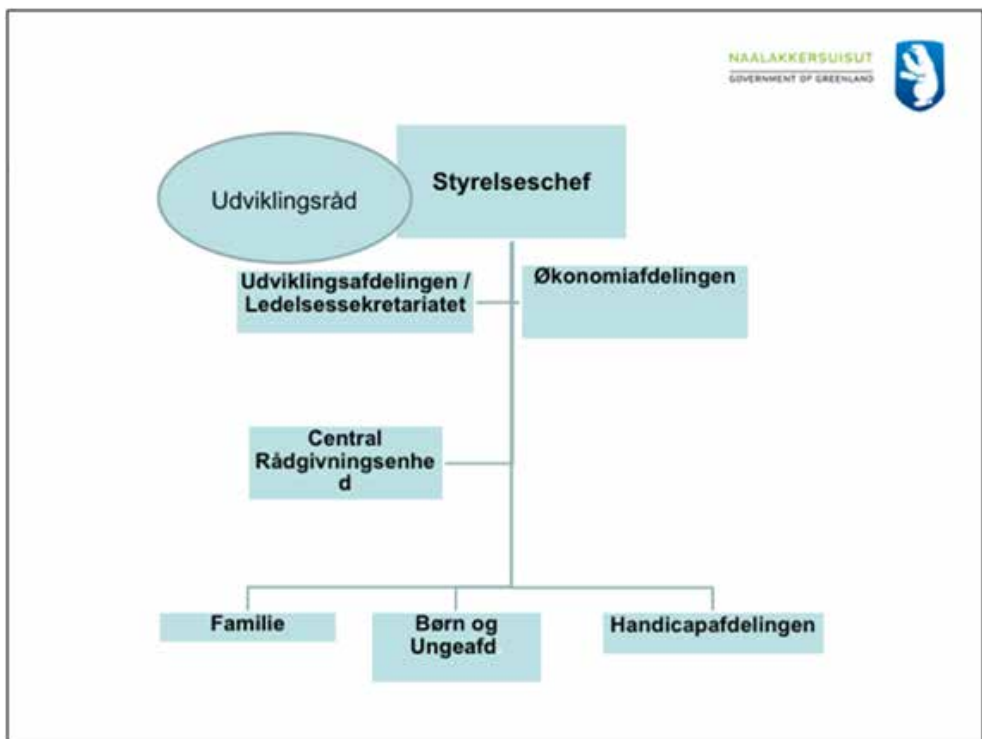 NAALAKKERSUISUT
GOVERNMENT OF GREENLAND
Udviklingsråd
Styrelseschef
Udviklingsafdelingen /
Ledelsessekretariatet
Økonomiafdelingen
Central
Rådgivningsenhe
d
Familie
Børn og
Ungeafd
Handicapafdelingen